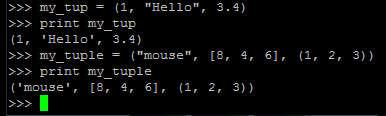 >>> my_tup = (1, "Hello", 3.4)
>>> print my_tup
(1, 'Hello', 3.4)
>>> my_tuple = ("mouse", [8, 4, 6], (1, 2, 3))
>>> print my_tuple
('mouse', [8, 4, 6], (1, 2, 3))
>>>